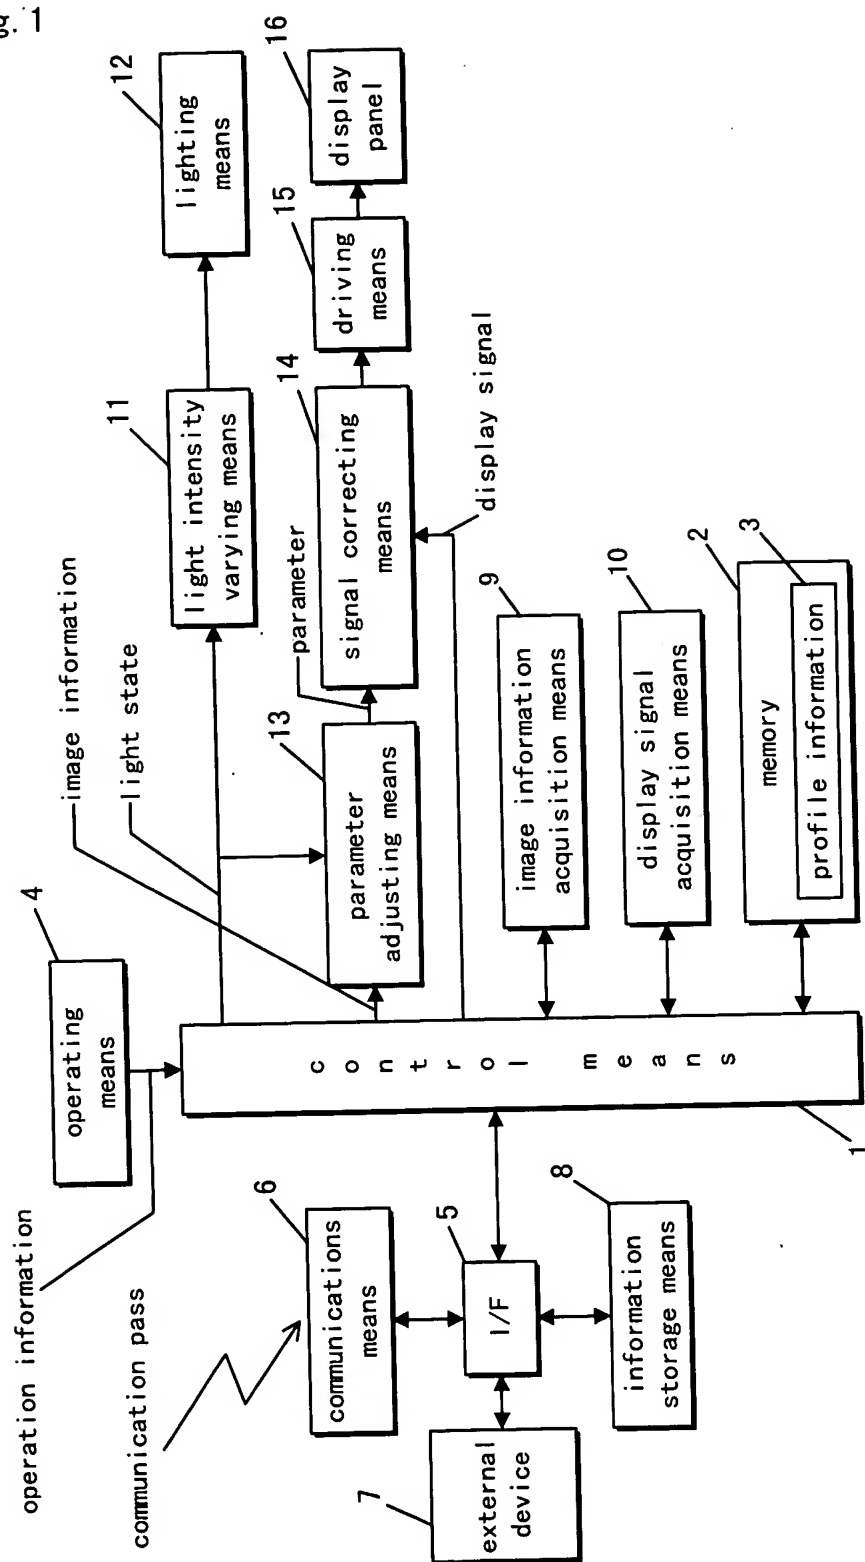 g. 1
operation information
communication pass
operating
means
4
image information
light state
light intensity
varying means
11
lighting
means
12
parameter
adjusting means
13
parameter
signal correcting
means
14
driving
means
15
display
panel
16
display signal
control means
1
communications
means
6
I/F
5
external
device
7
information
storage means
8
image information
acquisition means
9
display signal
acquisition means
10
memory
2
profile information
3